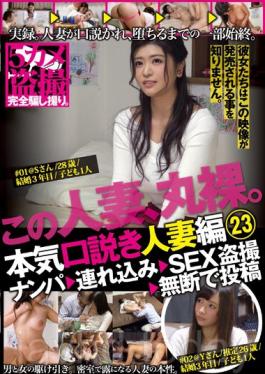 実録。人妻が口説かれ、堕ちるまでの一部始終。
5カメ
盗撮
完全騙し撮り。
彼女たちはこの映像が
発売される事を
知りません。
#01@Sさん/28歳/
結婚3年目/子ども1人
この人妻、丸裸。
本気口説き人妻編 23
ナンパ▶連れ込み▶SEX盗撮
▶無断で投稿
#02@Yさん/推定26歳/
結婚3年目/子ども1人
男と女の駆け引き。密室で露になる人妻の本性。